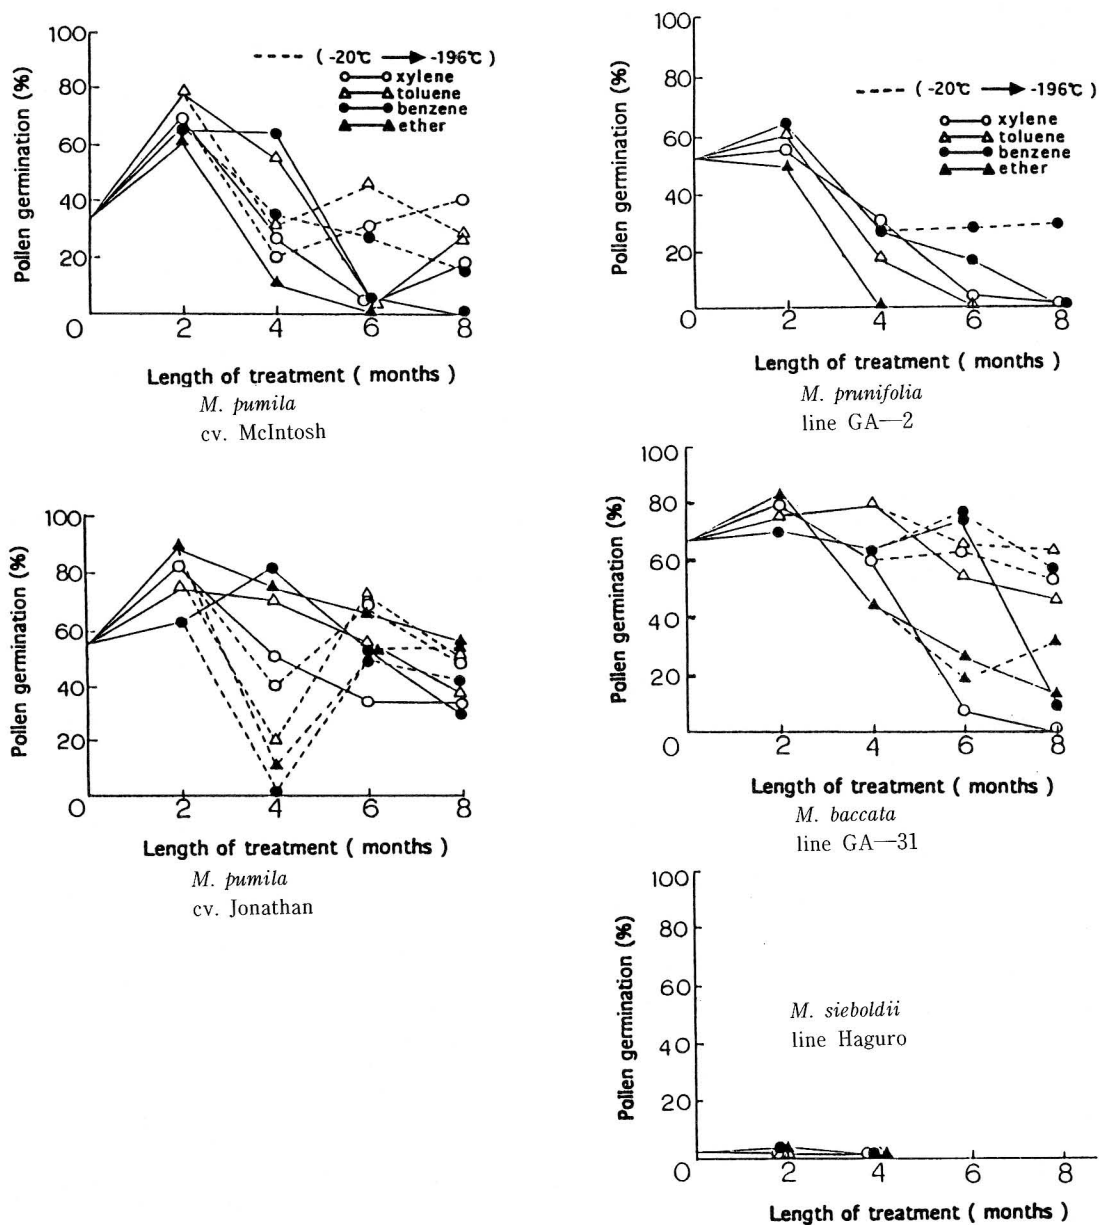 Pollen germination (%)
100
80
60
40
20
0
2
4
6
8
( -20℃ → -196℃ )
xylene
toluene
benzene
ether
Length of treatment ( months )
M. pumila
cv. McIntosh
Pollen germination (%)
100
80
60
40
20
0
2
4
6
8
( -20℃ → -196℃ )
xylene
toluene
benzene
ether
Length of treatment ( months )
M. prunifolia
line GA—2
Pollen germination (%)
100
80
60
40
20
0
2
4
6
8
Length of treatment ( months )
M. pumila
cv. Jonathan
Pollen germination (%)
100
80
60
40
20
0
2
4
6
8
Length of treatment ( months )
M. baccata
line GA—31
Pollen germination (%)
100
80
60
40
20
0
2
4
6
8
M. sieboldii
line Haguro
Length of treatment ( months )